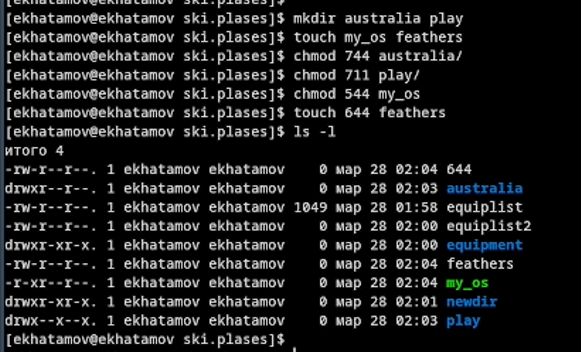 [ekhatamov@ekhatamov ski.plases]$ mkdir australia play
[ekhatamov@ekhatamov ski.plases]$ touch my_os feathers
[ekhatamov@ekhatamov ski.plases]$ chmod 744 australia/
[ekhatamov@ekhatamov ski.plases]$ chmod 711 play/
[ekhatamov@ekhatamov ski.plases]$ chmod 544 my_os
[ekhatamov@ekhatamov ski.plases]$ touch 644 feathers
[ekhatamov@ekhatamov ski.plases]$ ls -l
итого 4
-rw-r--r--. 1 ekhatamov ekhatamov    0 мар 28 02:04 644
drwxr--r--. 1 ekhatamov ekhatamov    0 мар 28 02:03 australia
-rw-r--r--. 1 ekhatamov ekhatamov 1049 мар 28 01:58 equiplist
-rw-r--r--. 1 ekhatamov ekhatamov    0 мар 28 02:00 equiplist2
drwxr-xr-x. 1 ekhatamov ekhatamov    0 мар 28 02:00 equipment
-rw-r--r--. 1 ekhatamov ekhatamov    0 мар 28 02:04 feathers
-r-xr--r--. 1 ekhatamov ekhatamov    0 мар 28 02:04 my_os
drwxr-xr-x. 1 ekhatamov ekhatamov    0 мар 28 02:01 newdir
drwx--x--x. 1 ekhatamov ekhatamov    0 мар 28 02:03 play
[ekhatamov@ekhatamov ski.plases]$